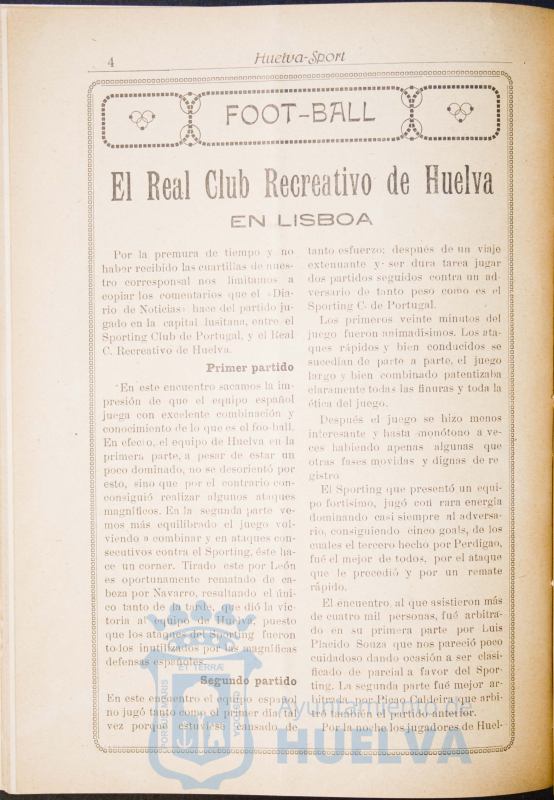 4
Huelva-Sport
FOOT-BALL
El Real Club Recreativo de Huelva
EN LISBOA
Por la premura de tiempo y no
haber recibido las cuartillas de nues-
tro corresponsal nos limitamos a
copiar los comentarios que el «Dia-
rio de Noticias» hace del partido ju-
gado en la capital lusitana, entre el
Sporting Club de Portugal, y el Real
C. Recreativo de Huelva.
Primer partido
"En este encuentro sacamos la im-
presión de que el equipo español
juega con excelente combinación y
conocimiento de lo que es el foo-ball.
En efecto, el equipo de Huelva en la
primera parte, a pesar de estar un
poco dominado, no se desorientó por
esto, sino que por el contrario con-
consiguió realizar algunos ataques
magníficos. En la segunda parte ve-
mos más equilibrado el juego vol-
viendo a combinar y en ataques con-
secutivos contra el Sporting, éste ha-
ce un corner. Tirado este por León
es oportunamente rematado de ca-
beza por Navarro, resultando el úni-
co tanto de la tarde que dió la vic-
toria al equipo de Huelva puesto
que los ataques del Sporting fueron
todos inutilizados por las magníficas
defensas españoles.
Segundo partido
En este encuentro el equipo español
no jugó tanto como el primer día tal
vez porque estuviese cansado de
tanto esfuerzo; después de un viaje
extenuante y ser dura tarea jugar
dos partidos seguidos contra un ad-
versario de tanto peso como es el
Sporting C. de Portugal.
Los primeros veinte minutos del
juego fueron animadísimos. Los ata-
ques rápidos y bien conducidos se
sucedían de parte a parte, el juego
largo y bien combinado patentizaba
claramente todas las finuras y toda la
ética del juego.
Después el juego se hizo menos
interesante y hasta monótono a ve-
ces habiendo apenas algunas que
otras fases movidas y dignas de re
gistro
El Sporting que presentó un equi-
po fortísimo, jugó con rara energía
dominando casi siempre al adversa-
rio, consiguiendo cinco goals, de los
cuales el tercero hecho por Perdigao,
fué el mejor de todos, por el ataque
que le procedió y por un remate
rápido.
El encuentro, al que asistieron más
de cuatro mil personas, fué arbitra-
do en su primera parte por Luis
Placido Souza que nos pareció poco
cuidadoso dando ocasión a ser clasi-
ficado de parcial a favor del Spor-
ting. La segunda parte fué mejor ar-
bitrada por Picao Caldeira que arbi-
tró también el partido anterior.
Por la noche los jugadores de Huel-
ET TERRÆ
Ayuntamiento de
HUELVA